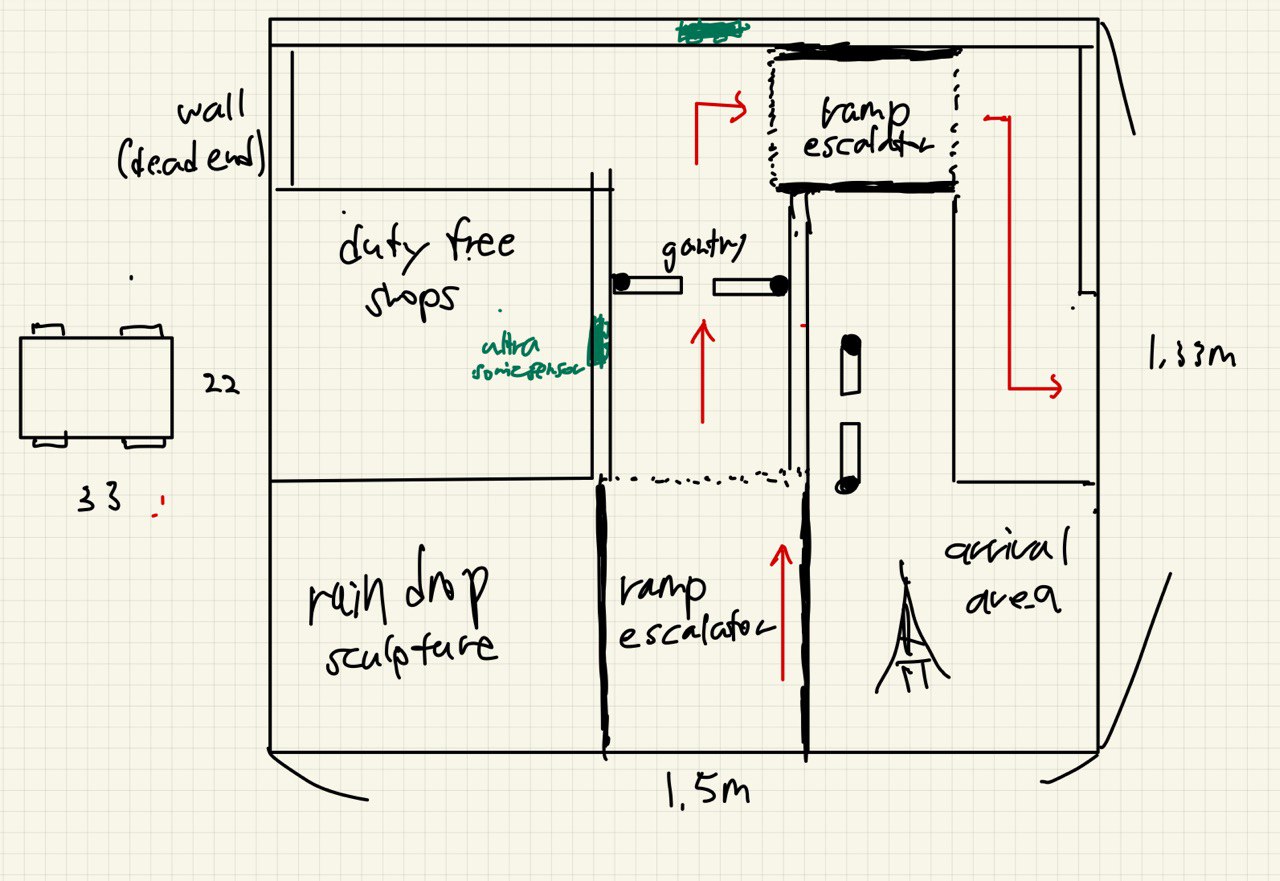 wall
(dead end)
ramp
escalator
duty free
shops
gantry
ultra
sonic sensor
22
33
1.33m
rain drop
sculpture
ramp
escalator
arrival
area
1.5m